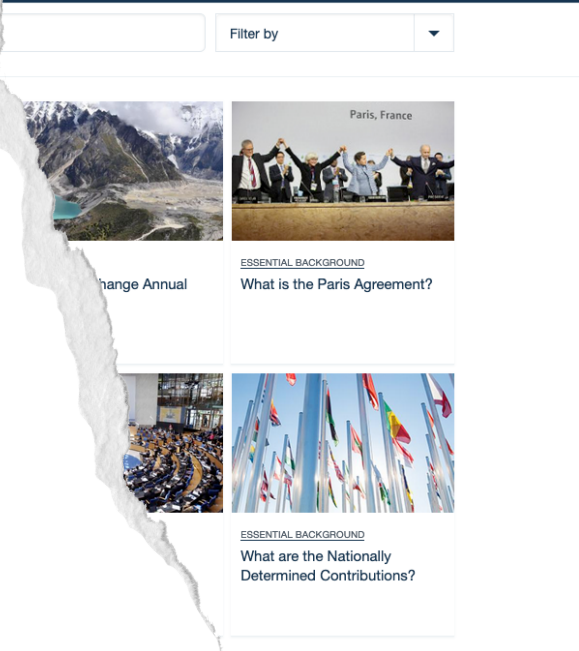 Filter by
Paris, France
hange Annual
ESSENTIAL BACKGROUND
What is the Paris Agreement?
ESSENTIAL BACKGROUND
What are the Nationally
Determined Contributions?